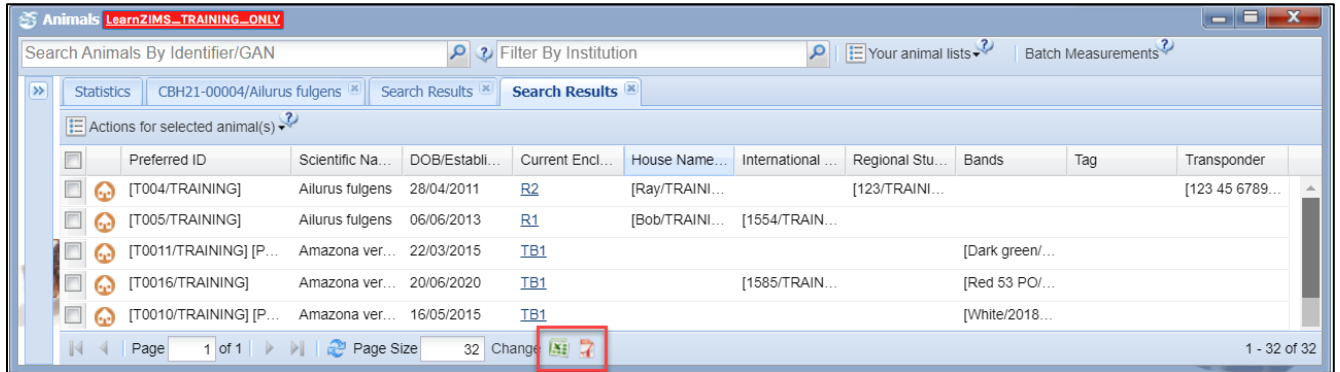 Animals LearnZIMS_TRAINING_ONLY
Search Animals By Identifier/GAN Filter By Institution Your animal lists Batch Measurements
Statistics CBH21-00004/Ailurus fulgens Search Results Search Results
Actions for selected animal(s)
Preferred ID Scientific Na... DOB/Establi... Current Encl... House Name... International ... Regional Stu... Bands Tag Transponder
[T004/TRAINING] Ailurus fulgens 28/04/2011 R2 [Ray/TRAINI... [123/TRAINI... [123 45 6789...
[T005/TRAINING] Ailurus fulgens 06/06/2013 R1 [Bob/TRAINI... [1554/TRAIN...
[T0011/TRAINING] [P... Amazona ver... 22/03/2015 TB1 [Dark green/...
[T0016/TRAINING] Amazona ver... 20/06/2020 TB1 [1585/TRAIN... [Red 53 PO/...
[T0010/TRAINING] [P... Amazona ver... 16/05/2015 TB1 [White/2018...
Page 1 of 1 Page Size 32 Change 1 - 32 of 32